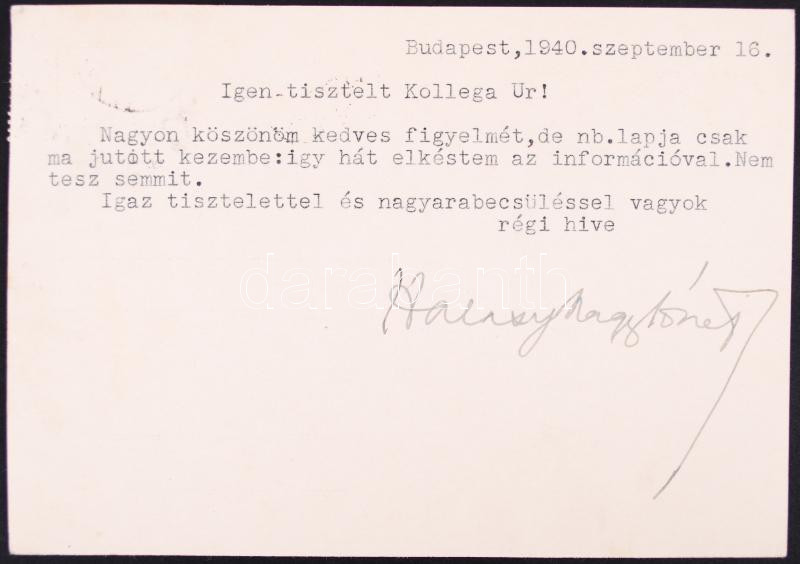 Budapest,1940.szeptember 16.
Igen tisztelt Kollega Ur!
Nagyon köszönöm kedves figyelmét,de nb.lapja csak
ma jutott kezembe:igy hát elkéstem az információval.Nem
tesz semmit.
Igaz tisztelettel és nagyarabecsüléssel vagyok
régi hive
darabanth